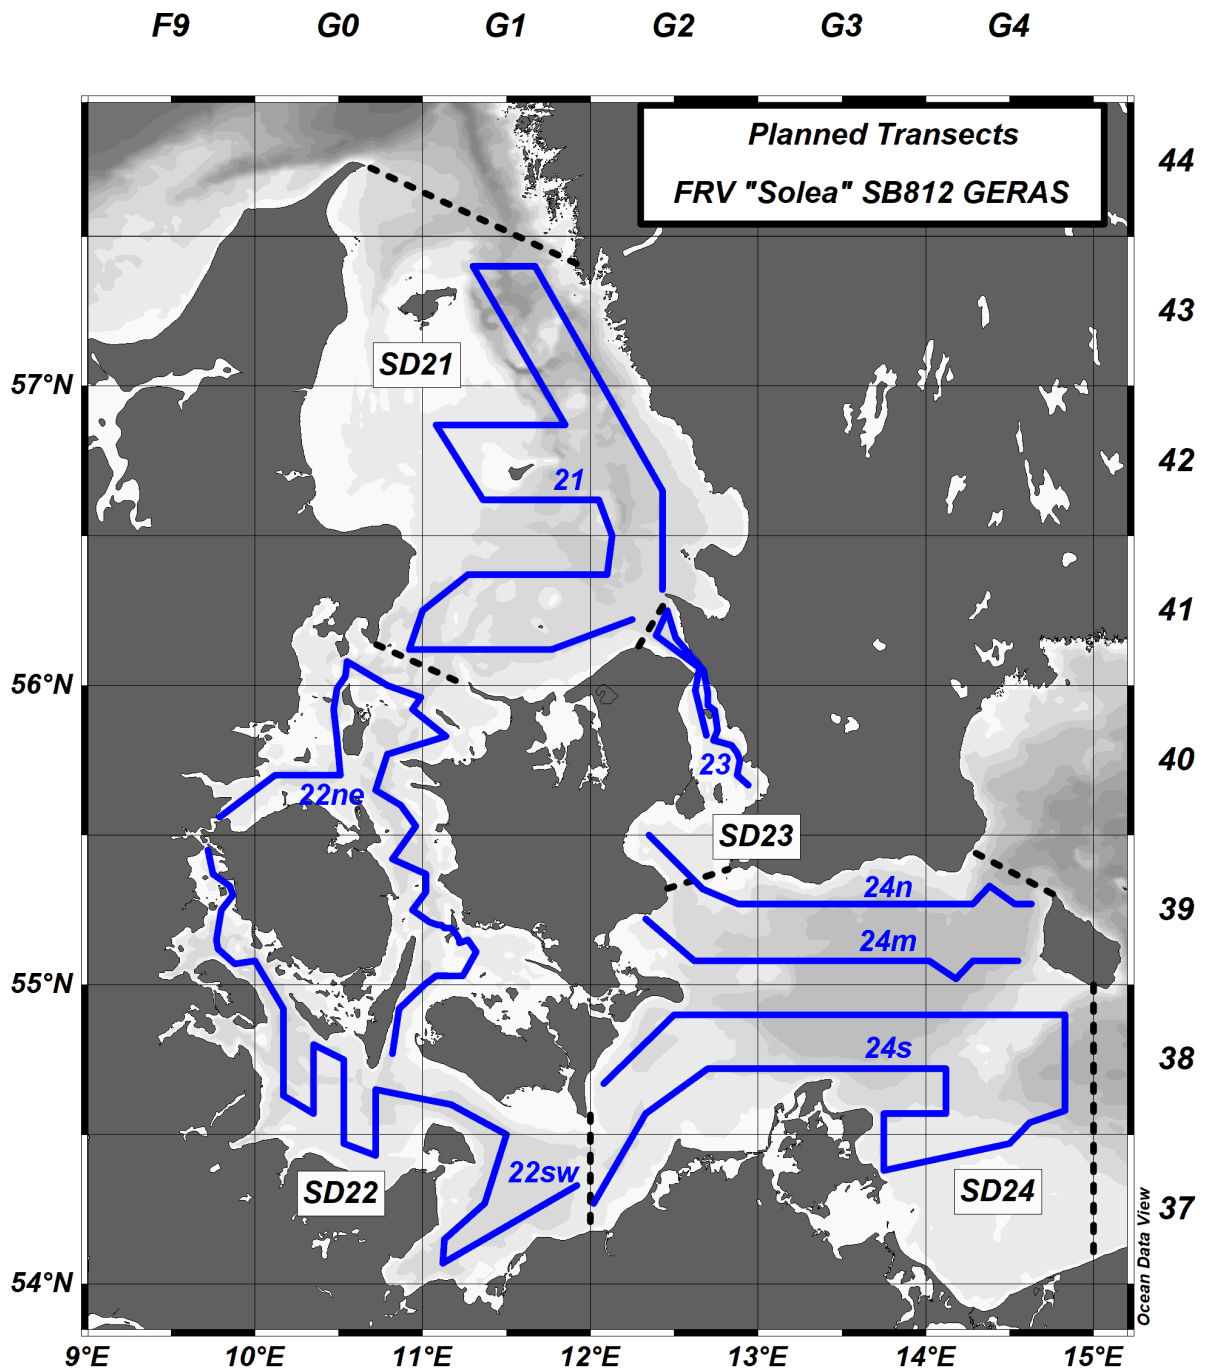 F9 G0 G1 G2 G3 G4
Planned Transects
FRV "Solea" SB812 GERAS
44
43
SD21
57°N
42
21
41
56°N
40
23
22ne
SD23
24n
39
24m
55°N
24s
38
22sw
SD22
SD24
37
54°N
Ocean Data View
9°E 10°E 11°E 12°E 13°E 14°E 15°E